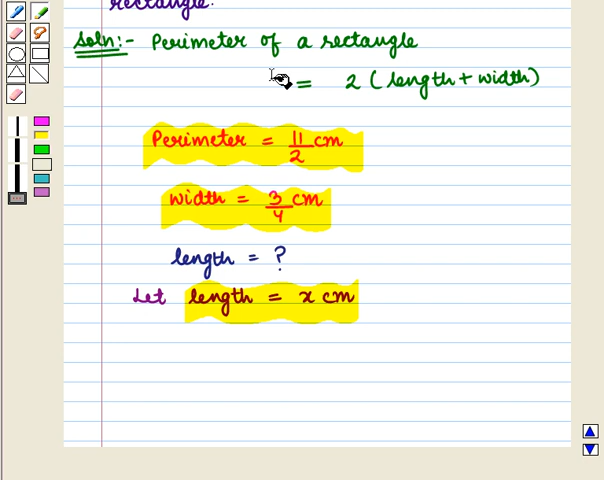 rectangle.
Soln:- Perimeter of a rectangle
= 2 (length + width)
Perimeter = 11/2 cm
width = 3/4 cm
length = ?
Let length = x cm